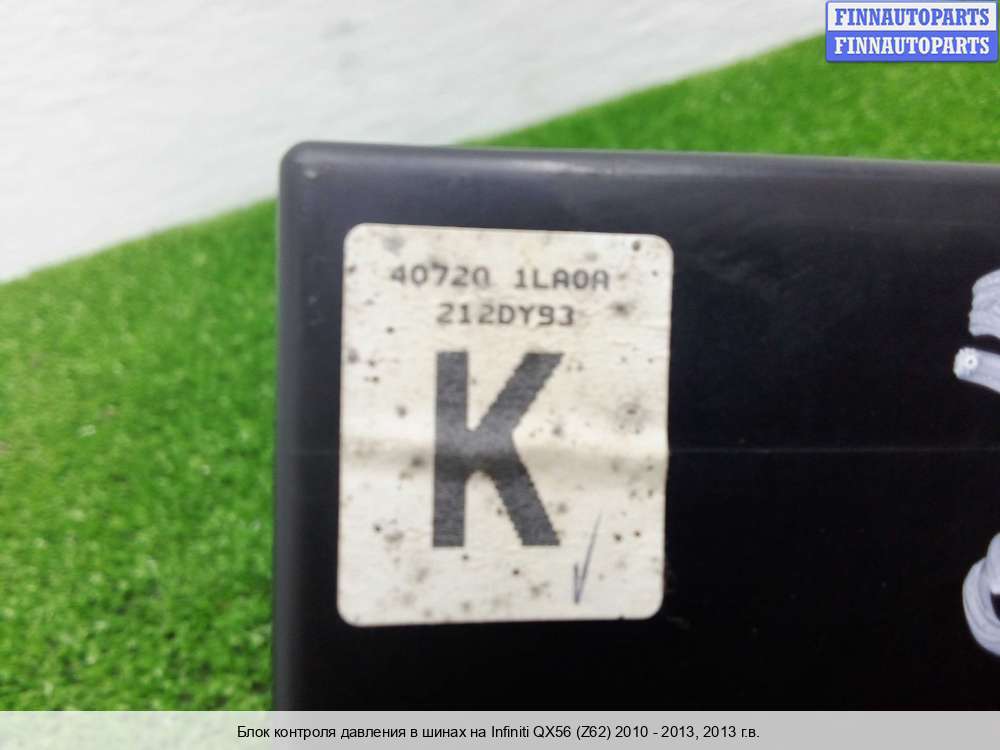 FINNAUTOPARTS
FINNAUTOPARTS
40720 1LA0A
212DY93
K
Блок контроля давления в шинах на Infiniti QX56 (Z62) 2010 - 2013, 2013 г.в.